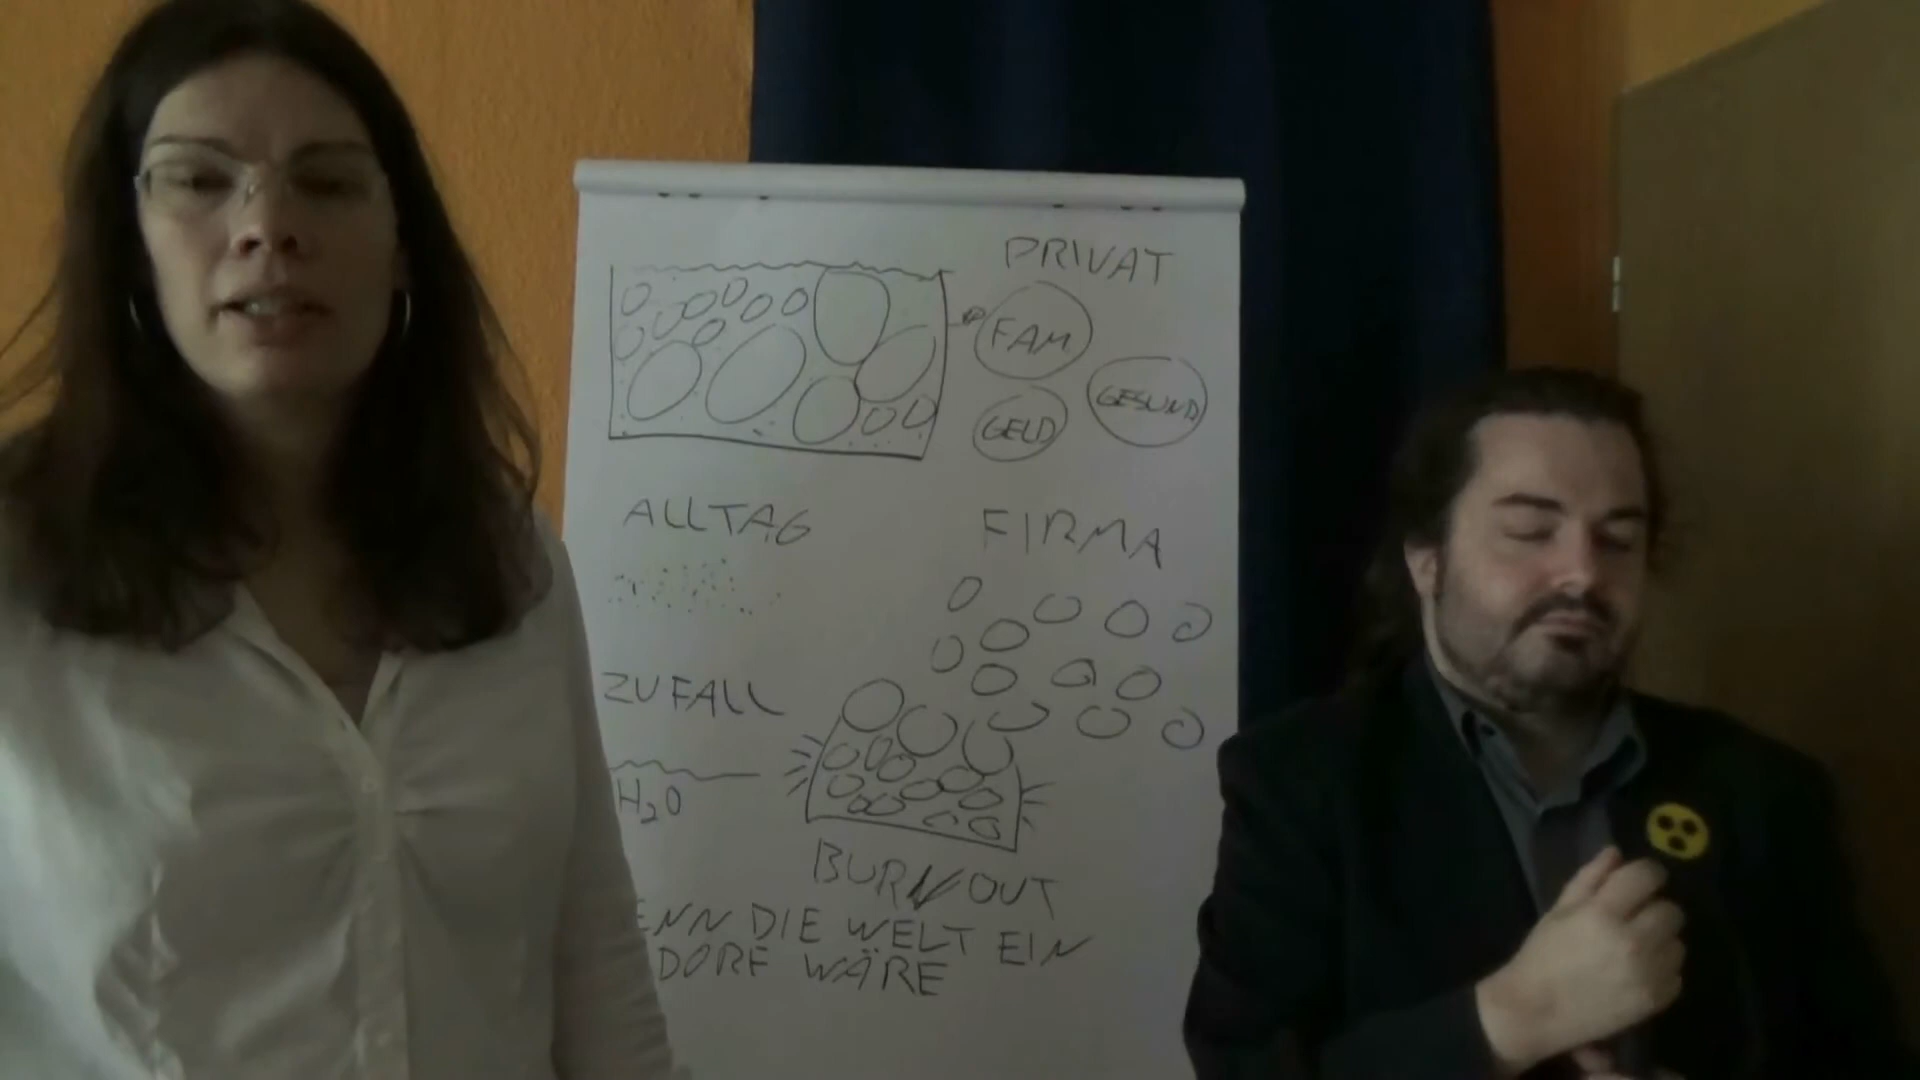 PRIVAT
FAM
GESUND
GELD
ALLTAG
FIRMA
ZUFALL
H₂O
BURNOUT
ENN DIE WELT EIN
DORF WÄRE